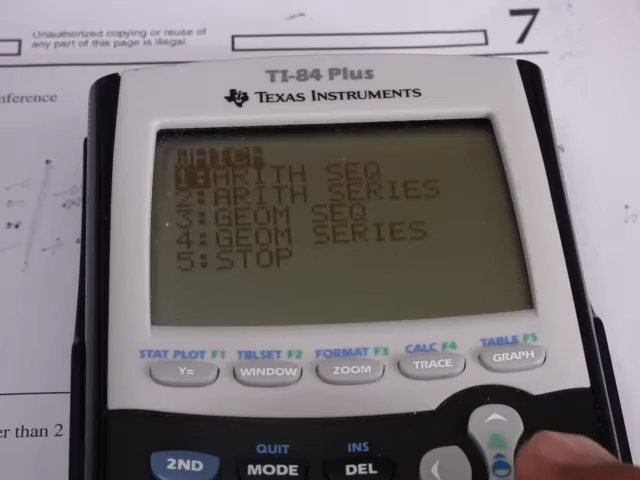 Unauthorized copying or reuse of
any part of this page is illegal.
7
nference
TI-84 Plus
TEXAS INSTRUMENTS
WHICH
1:ARITH SEQ
2:ARITH SERIES
3:GEOM SEQ
4:GEOM SERIES
5:STOP
STAT PLOT F1 TBLSET F2 FORMAT F3 CALC F4 TABLE F5
Y= WINDOW ZOOM TRACE GRAPH
er than 2
QUIT INS
2ND MODE DEL